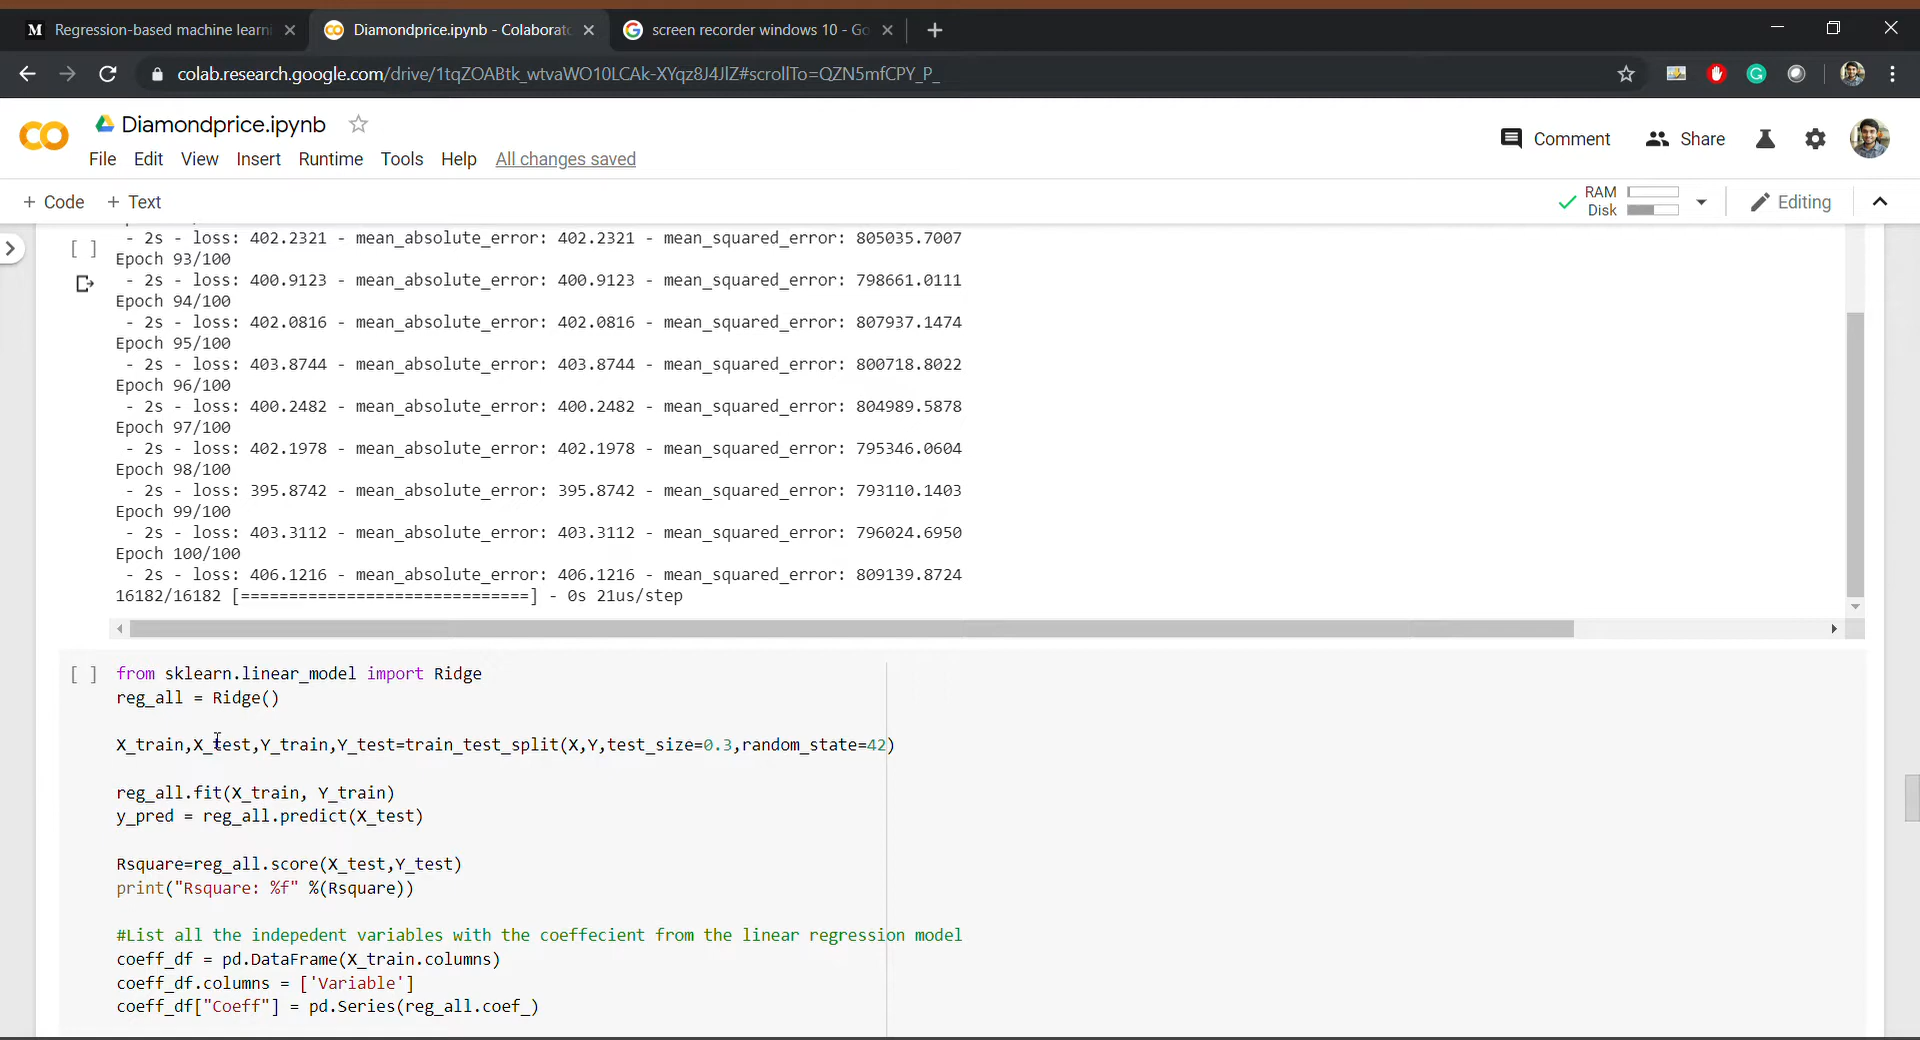 M Regression-based machine learni
Diamondprice.ipynb - Colaborato
screen recorder windows 10 - Go
colab.research.google.com/drive/1tqZOABtk_wtvaWO10LCAk-XYqz8J4JlZ#scrollTo=QZN5mfCPY_P_
CO
Diamondprice.ipynb
File Edit View Insert Runtime Tools Help All changes saved
Comment Share
+ Code + Text
RAM
Disk
Editing
- 2s - loss: 402.2321 - mean_absolute_error: 402.2321 - mean_squared_error: 805035.7007
Epoch 93/100
- 2s - loss: 400.9123 - mean_absolute_error: 400.9123 - mean_squared_error: 798661.0111
Epoch 94/100
- 2s - loss: 402.0816 - mean_absolute_error: 402.0816 - mean_squared_error: 807937.1474
Epoch 95/100
- 2s - loss: 403.8744 - mean_absolute_error: 403.8744 - mean_squared_error: 800718.8022
Epoch 96/100
- 2s - loss: 400.2482 - mean_absolute_error: 400.2482 - mean_squared_error: 804989.5878
Epoch 97/100
- 2s - loss: 402.1978 - mean_absolute_error: 402.1978 - mean_squared_error: 795346.0604
Epoch 98/100
- 2s - loss: 395.8742 - mean_absolute_error: 395.8742 - mean_squared_error: 793110.1403
Epoch 99/100
- 2s - loss: 403.3112 - mean_absolute_error: 403.3112 - mean_squared_error: 796024.6950
Epoch 100/100
- 2s - loss: 406.1216 - mean_absolute_error: 406.1216 - mean_squared_error: 809139.8724
16182/16182 [==============================] - 0s 21us/step
[ ] from sklearn.linear_model import Ridge
reg_all = Ridge()
X_train,X_test,Y_train,Y_test=train_test_split(X,Y,test_size=0.3,random_state=42)
reg_all.fit(X_train, Y_train)
y_pred = reg_all.predict(X_test)
Rsquare=reg_all.score(X_test,Y_test)
print("Rsquare: %f" %(Rsquare))
#List all the indepedent variables with the coeffecient from the linear regression model
coeff_df = pd.DataFrame(X_train.columns)
coeff_df.columns = ['Variable']
coeff_df["Coeff"] = pd.Series(reg_all.coef_)